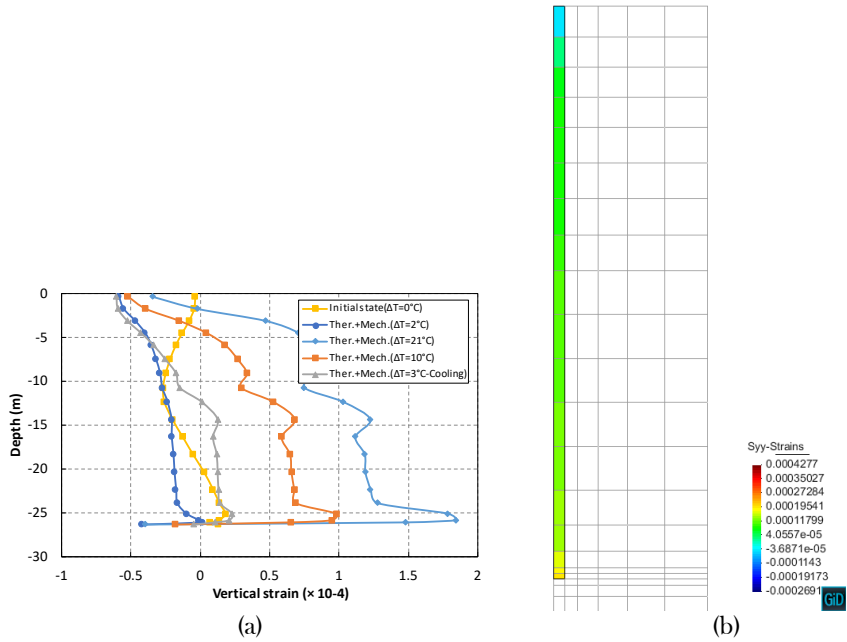 0
-5
-10
-15
-20
-25
-30
Depth (m)
-1
-0.5
0
0.5
1
1.5
2
Vertical strain (× 10-4)
Initial state(ΔT=0°C)
Ther.+Mech.(ΔT=2°C)
Ther.+Mech.(ΔT=21°C)
Ther.+Mech.(ΔT=10°C)
Ther.+Mech.(ΔT=3°C-Cooling)
(a)
Syy-Strains
0.0004277
0.00035027
0.00027284
0.00019541
0.00011799
4.0557e-05
-3.6871e-05
-0.0001143
-0.00019173
-0.0002691
GiD
(b)